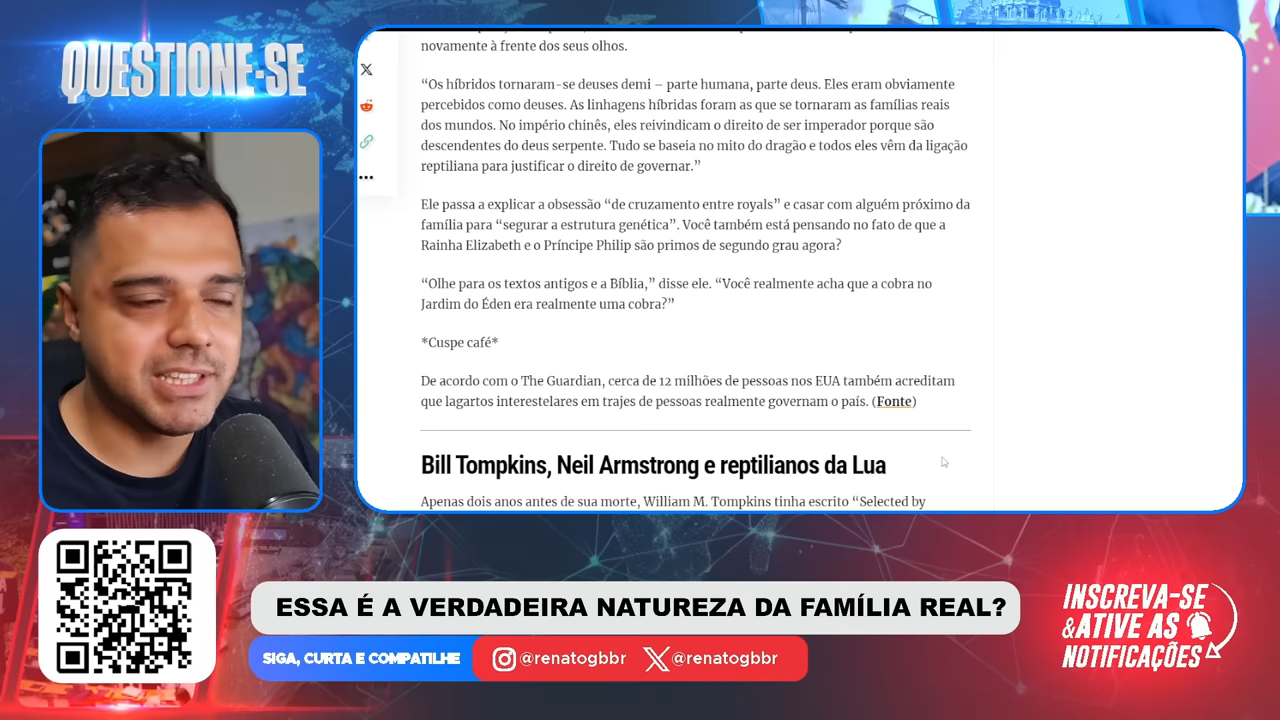 QUESTIONE-SE
novamente à frente dos seus olhos.
“Os híbridos tornaram-se deuses demi – parte humana, parte deus. Eles eram obviamente
percebidos como deuses. As linhagens híbridas foram as que se tornaram as famílias reais
dos mundos. No império chinês, eles reivindicam o direito de ser imperador porque são
descendentes do deus serpente. Tudo se baseia no mito do dragão e todos eles vêm da ligação
reptiliana para justificar o direito de governar.”
Ele passa a explicar a obsessão “de cruzamento entre royals” e casar com alguém próximo da
família para “segurar a estrutura genética”. Você também está pensando no fato de que a
Rainha Elizabeth e o Príncipe Philip são primos de segundo grau agora?
“Olhe para os textos antigos e a Bíblia,” disse ele. “Você realmente acha que a cobra no
Jardim do Éden era realmente uma cobra?”
*Cuspe café*
De acordo com o The Guardian, cerca de 12 milhões de pessoas nos EUA também acreditam
que lagartos interestelares em trajes de pessoas realmente governam o país. (Fonte)
Bill Tompkins, Neil Armstrong e reptilianos da Lua
Apenas dois anos antes de sua morte, William M. Tompkins tinha escrito “Selected by
ESSA É A VERDADEIRA NATUREZA DA FAMÍLIA REAL?
SIGA, CURTA E COMPATILHE
@renatogbbr
@renatogbbr
INSCREVA-SE
&ATIVE AS
NOTIFICAÇÕES